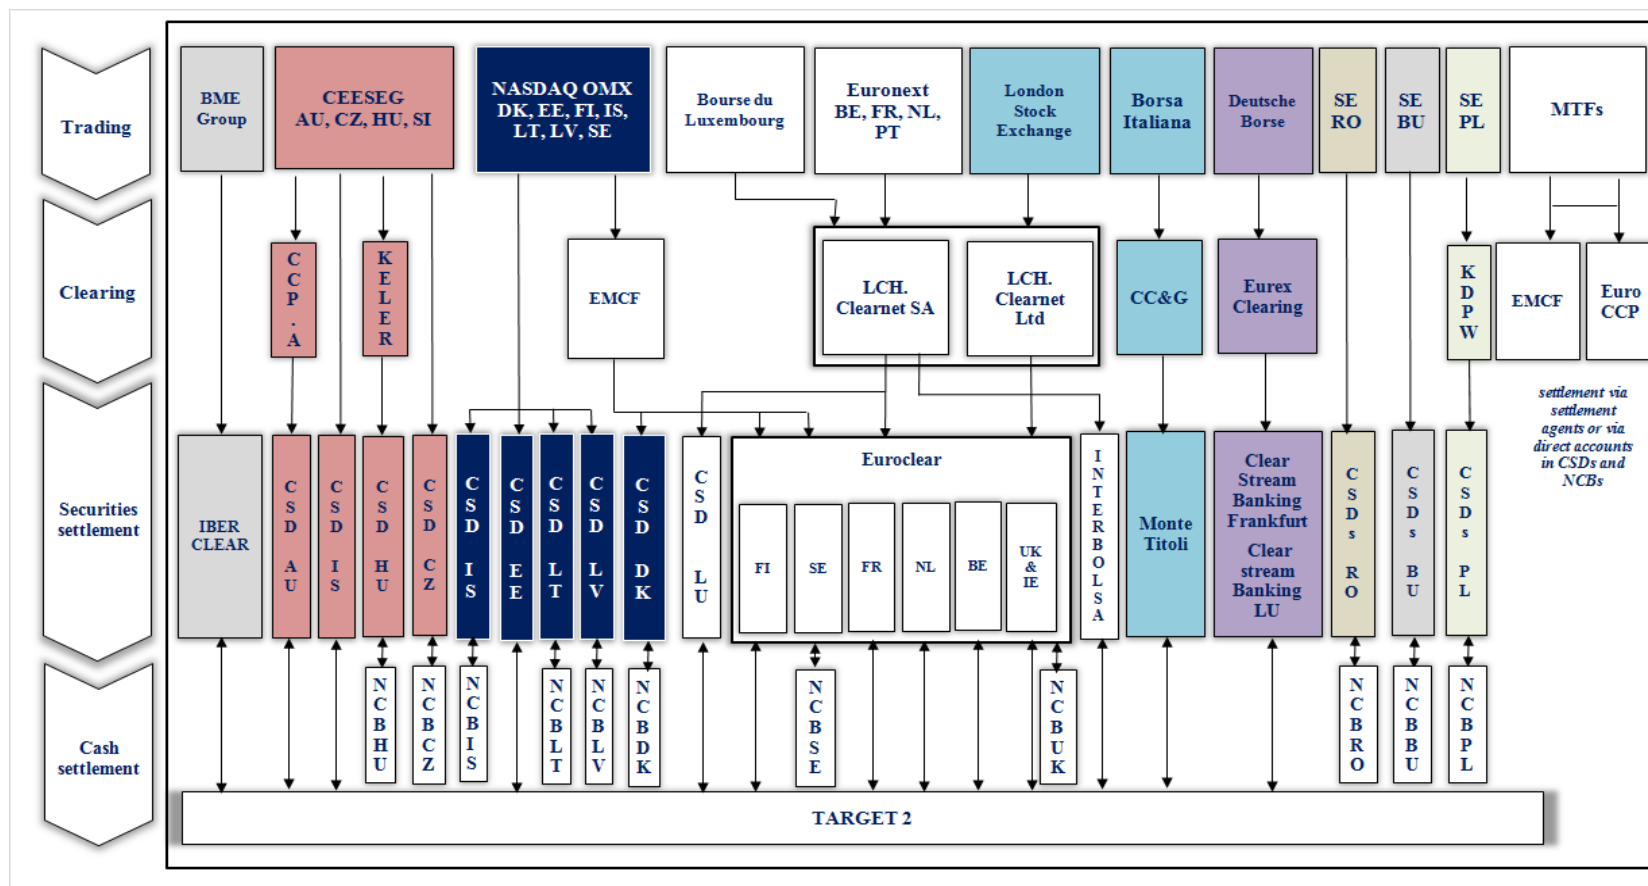 Trading
BME
Group
CEESEG
AU, CZ, HU, SI
NASDAQ OMX
DK, EE, FI, IS,
LT, LV, SE
Bourse du
Luxembourg
Euronext
BE, FR, NL,
PT
London
Stock
Exchange
Borsa
Italiana
Deutsche
Borse
SE
RO
SE
BU
SE
PL
MTFs
Clearing
CCP.A
KELER
EMCF
LCH.
Clearnet SA
LCH.
Clearnet
Ltd
CC&G
Eurex
Clearing
KDPW
EMCF
Euro
CCP
settlement via
settlement
agents or via
direct accounts
in CSDs and
NCBs
Securities
settlement
IBER
CLEAR
CSD AU
CSD IS
CSD HU
CSD CZ
CSD IS
CSD EE
CSD LT
CSD LV
CSD DK
CSD LU
Euroclear
FI
SE
FR
NL
BE
UK
&
IE
INTERBOLSA
Monte
Titoli
Clear
Stream
Banking
Frankfurt
Clear
stream
Banking
LU
CSDs RO
CSDs BU
CSDs PL
Cash
settlement
NCBHU
NCBCZ
NCBIS
NCBLT
NCBLV
NCBDK
NCBSE
NCBUK
NCBRO
NCBBU
NCBPL
TARGET 2